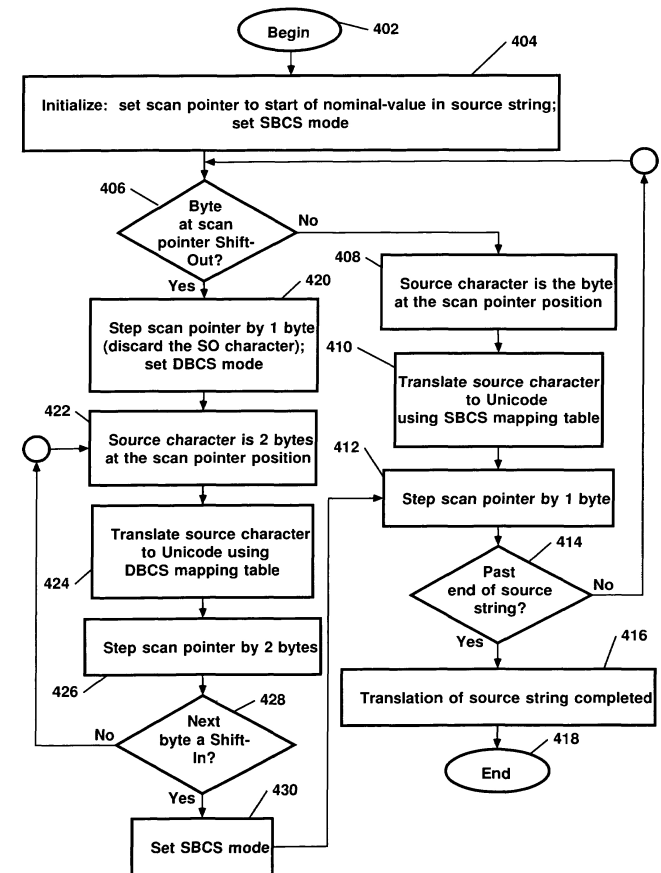 Begin
402
404
Initialize: set scan pointer to start of nominal-value in source string;
set SBCS mode
406
Byte
at scan
pointer Shift-
Out?
No
Yes
408
Source character is the byte
at the scan pointer position
420
Step scan pointer by 1 byte
(discard the SO character);
set DBCS mode
410
Translate source character
to Unicode
using SBCS mapping table
422
Source character is 2 bytes
at the scan pointer position
412
Step scan pointer by 1 byte
Translate source character
to Unicode using
DBCS mapping table
424
414
Past
end of source
string?
No
Yes
Step scan pointer by 2 bytes
426
416
Translation of source string completed
428
Next
byte a Shift-
In?
No
Yes
418
End
430
Set SBCS mode